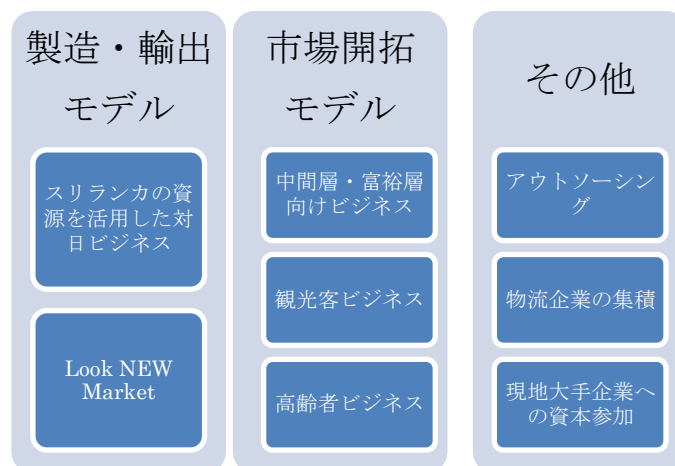 製造・輸出
モデル
スリランカの資
源を活用した対
日ビジネス
Look NEW
Market
市場開拓
モデル
中間層・富裕層
向けビジネス
観光客ビジネス
高齢者ビジネス
その他
アウトソーシン
グ
物流企業の集積
現地大手企業へ
の資本参加